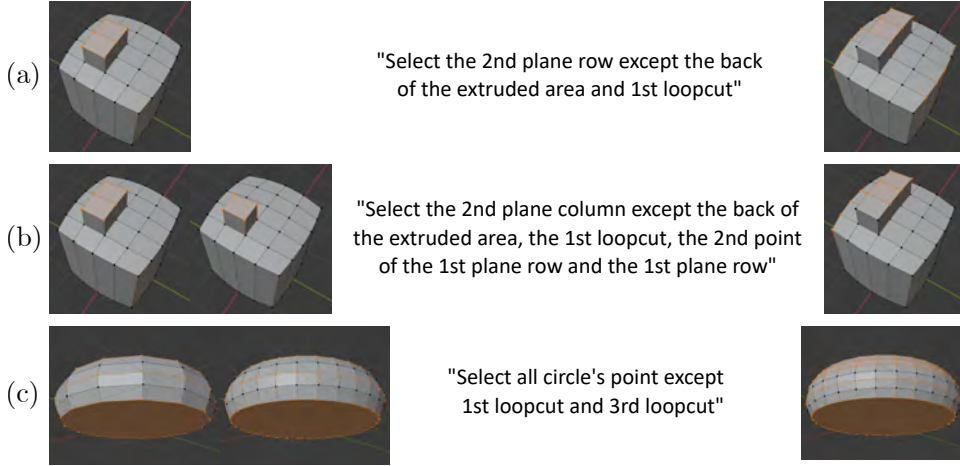 (a)
"Select the 2nd plane row except the back
of the extruded area and 1st loopcut"
(b)
"Select the 2nd plane column except the back of
the extruded area, the 1st loopcut, the 2nd point
of the 1st plane row and the 1st plane row"
(c)
"Select all circle's point except
1st loopcut and 3rd loopcut"